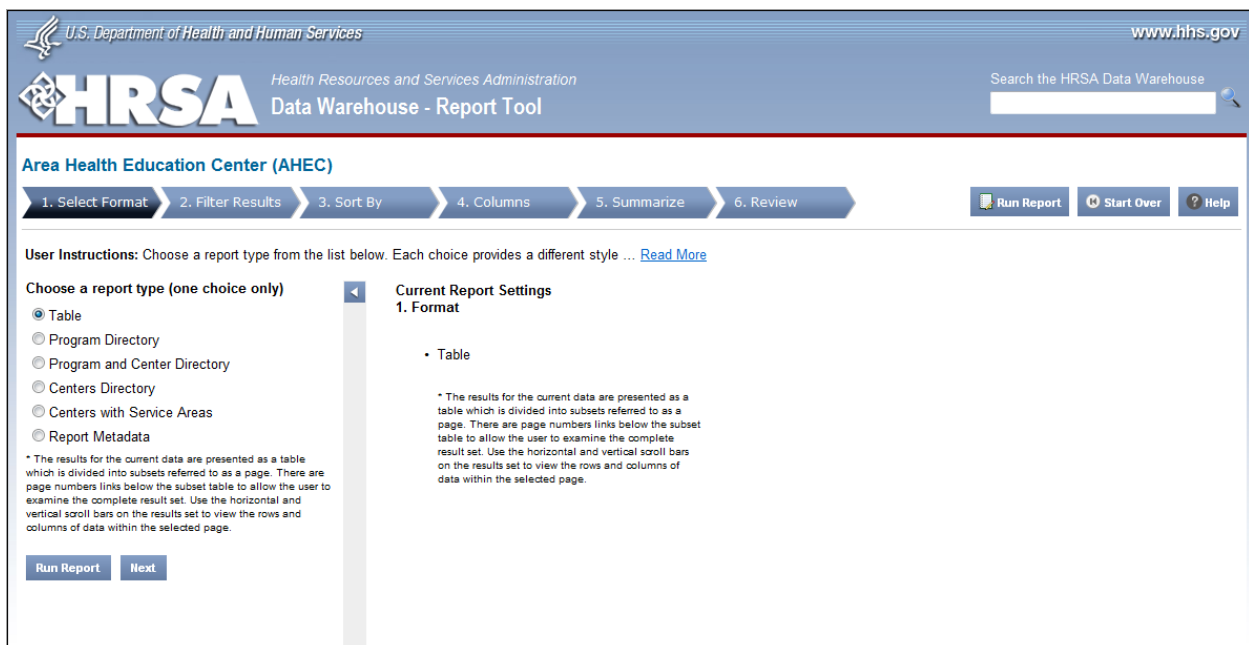 U.S. Department of Health and Human Services
www.hhs.gov
HRSA
Health Resources and Services Administration
Data Warehouse - Report Tool
Search the HRSA Data Warehouse
Area Health Education Center (AHEC)
1. Select Format
2. Filter Results
3. Sort By
4. Columns
5. Summarize
6. Review
Run Report
Start Over
Help
User Instructions: Choose a report type from the list below. Each choice provides a different style ... Read More
Choose a report type (one choice only)
Table
Program Directory
Program and Center Directory
Centers Directory
Centers with Service Areas
Report Metadata
* The results for the current data are presented as a table
which is divided into subsets referred to as a page. There are
page numbers links below the subset table to allow the user to
examine the complete result set. Use the horizontal and
vertical scroll bars on the results set to view the rows and
columns of data within the selected page.
Run Report
Next
Current Report Settings
1. Format
• Table
* The results for the current data are presented as a
table which is divided into subsets referred to as a
page. There are page numbers links below the subset
table to allow the user to examine the complete
result set. Use the horizontal and vertical scroll bars
on the results set to view the rows and columns of
data within the selected page.